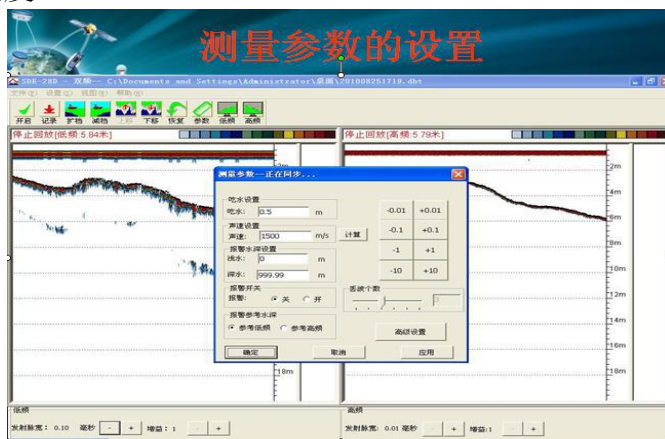 测量参数的设置
SDE-28D - 双频-- C:\Documents and Settings\Administrator\桌面\201008251719.dht
文件(F) 设置(S) 视图(V) 帮助(H)
开启 记录 扩档 减档 上移 下移 恢复 参数 低频 高频
停止回放[低频:5.84米]
停止回放[高频:5.79米]
2m
2m
4m
6m
8m
10m
14m
16m
18m
18m
测量参数--正在同步...
吃水设置
吃水: 0.5 m
-0.01 +0.01
声速设置
声速: 1500 m/s 计算
-0.1 +0.1
报警水深设置
浅水: 0 m
-1 +1
深水: 999.99 m
-10 +10
报警开关
报警: 关 开
丢波个数
报警参考水深
参考低频 参考高频
高级设置
确定 取消 应用
低频
发射脉宽: 0.10 毫秒 - + 增益: 1 - +
高频
发射脉宽: 0.01 毫秒 - + 增益:1 - +